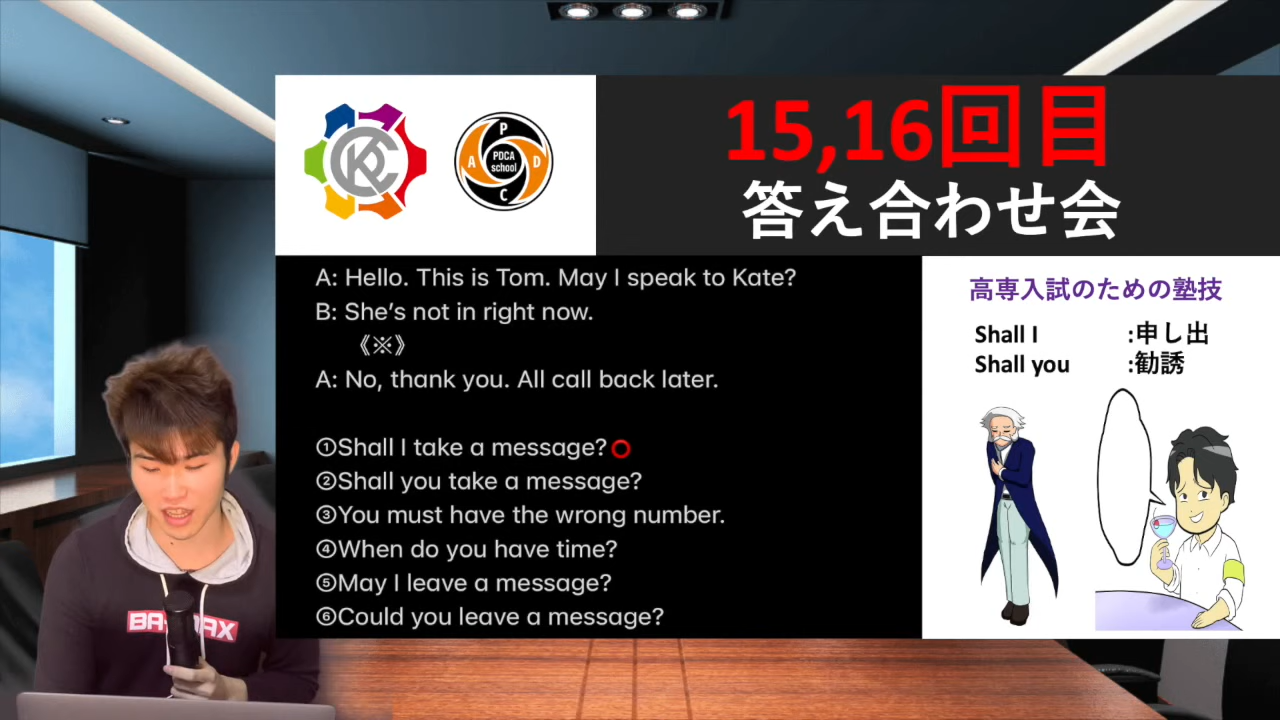 15,16回目
答え合わせ会
KRC
P
A PDCA D
school
C
A: Hello. This is Tom. May I speak to Kate?
B: She's not in right now.
《※》
A: No, thank you. All call back later.
①Shall I take a message?
②Shall you take a message?
③You must have the wrong number.
④When do you have time?
⑤May I leave a message?
⑥Could you leave a message?
高専入試のための塾技
Shall I :申し出
Shall you :勧誘